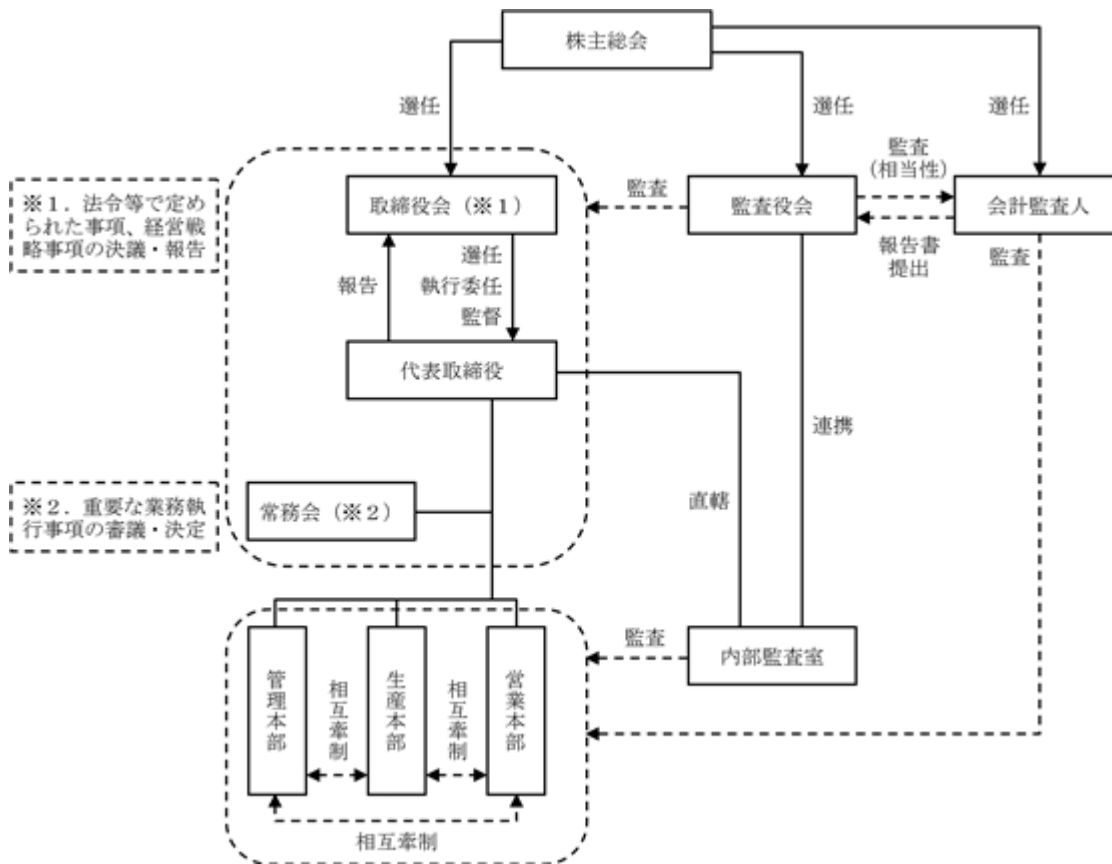 株主総会
選任
選任
選任
※１．法令等で定め
られた事項、経営戦
略事項の決議・報告
取締役会（※１）
監査
監査役会
監査
(相当性)
会計監査人
報告書
提出
監査
報告
選任
執行委任
監督
代表取締役
連携
直轄
※２．重要な業務執
行事項の審議・決定
常務会（※２）
管理本部
相互牽制
生産本部
相互牽制
営業本部
相互牽制
監査
内部監査室